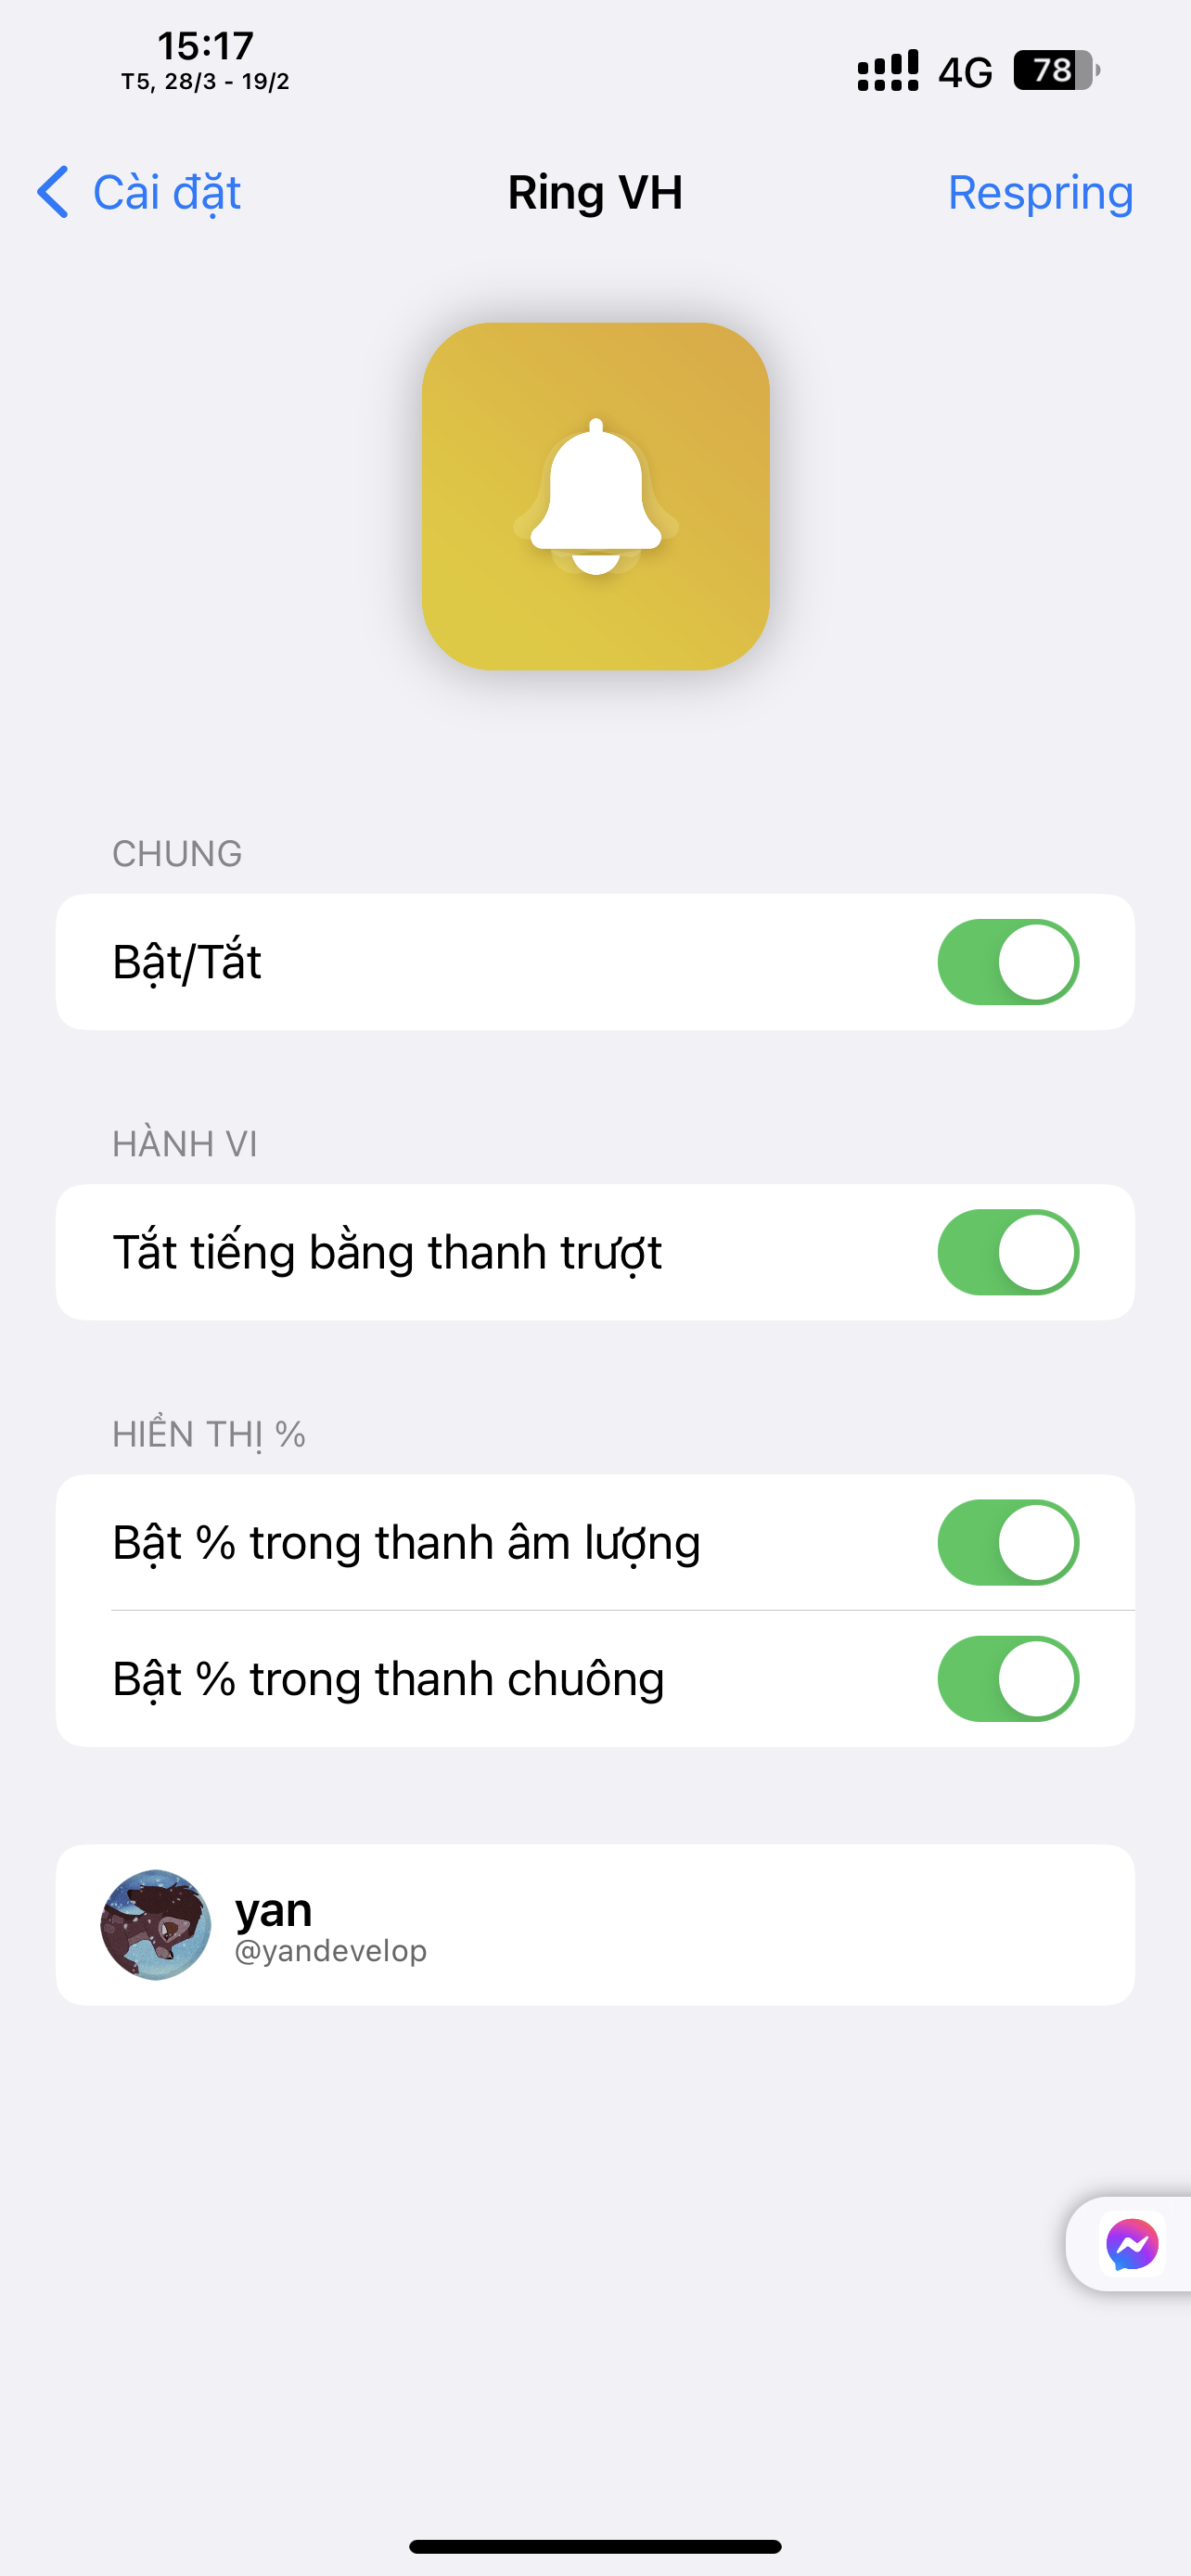 15:17
T5, 28/3 - 19/2
4G
78
Cài đặt
Ring VH
Respring
CHUNG
Bật/Tắt
HÀNH VI
Tắt tiếng bằng thanh trượt
HIỂN THỊ %
Bật % trong thanh âm lượng
Bật % trong thanh chuông
yan
@yandevelop